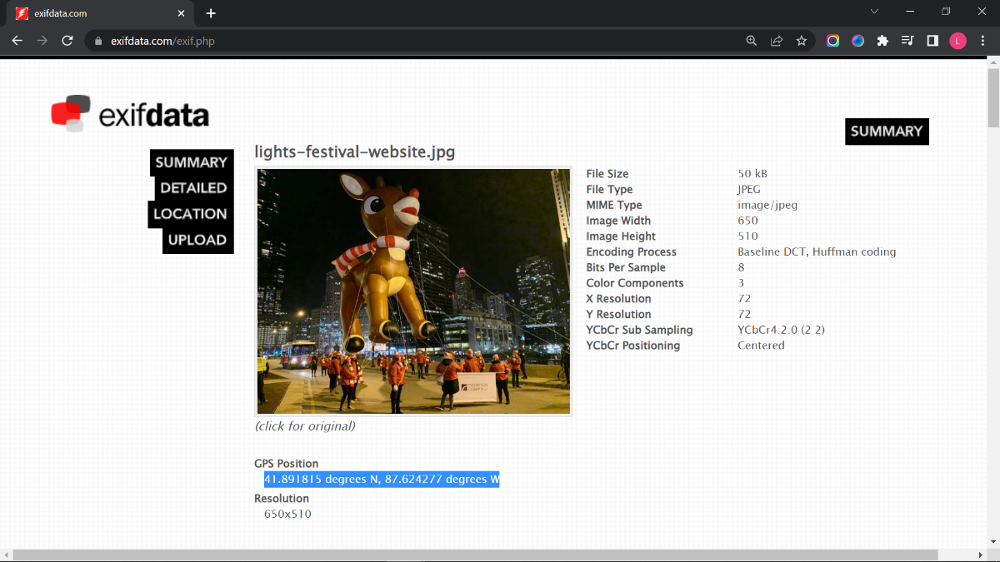 exifdata.com
exifdata.com/exif.php
L
exifdata
SUMMARY
SUMMARY
DETAILED
LOCATION
UPLOAD
lights-festival-website.jpg
File Size 50 kB
File Type JPEG
MIME Type image/jpeg
Image Width 650
Image Height 510
Encoding Process Baseline DCT, Huffman coding
Bits Per Sample 8
Color Components 3
X Resolution 72
Y Resolution 72
YCbCr Sub Sampling YCbCr4.2.0 (2 2)
YCbCr Positioning Centered
THOMPSON
COBURN
(click for original)
GPS Position
41.891815 degrees N, 87.624277 degrees W
Resolution
650x510